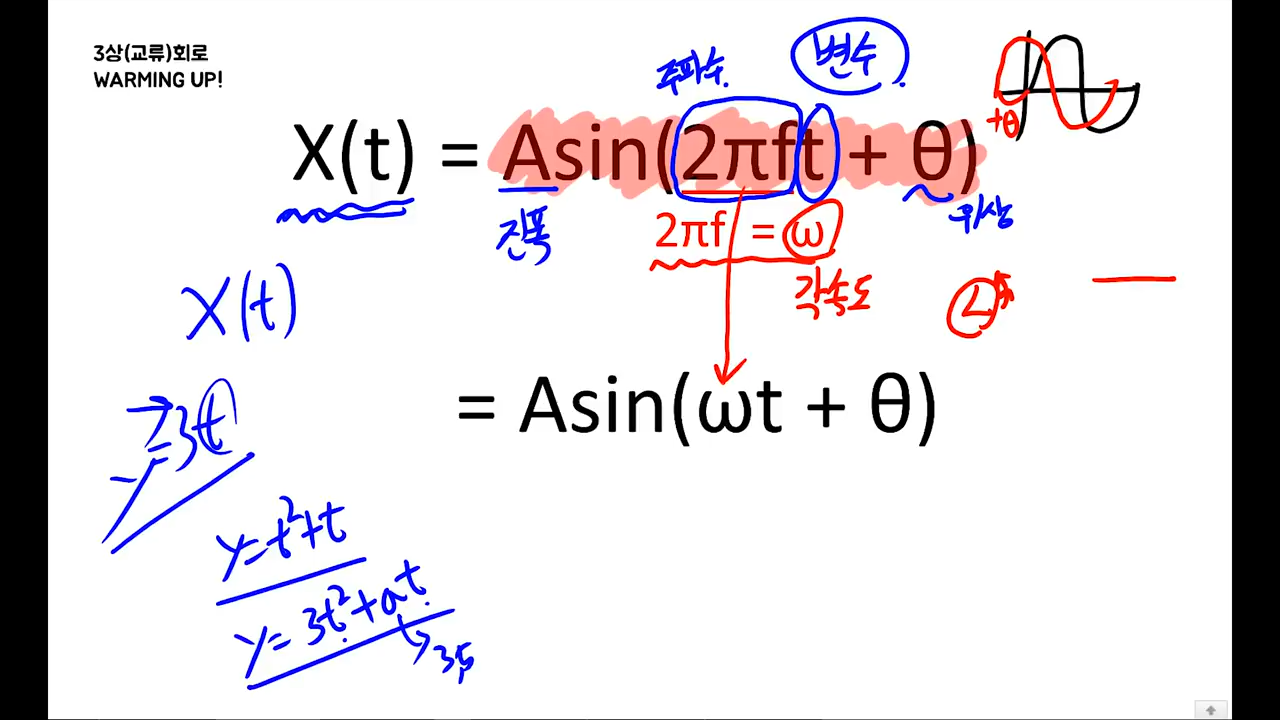 3상(교류)회로
WARMING UP!
주파수
변수
X(t) = Asin(2πft + θ)
+θ
진폭
위상
2πf = ω
각속도
X(t)
= Asin(ωt + θ)
y=3t
y=t²+t
y=3t²+at